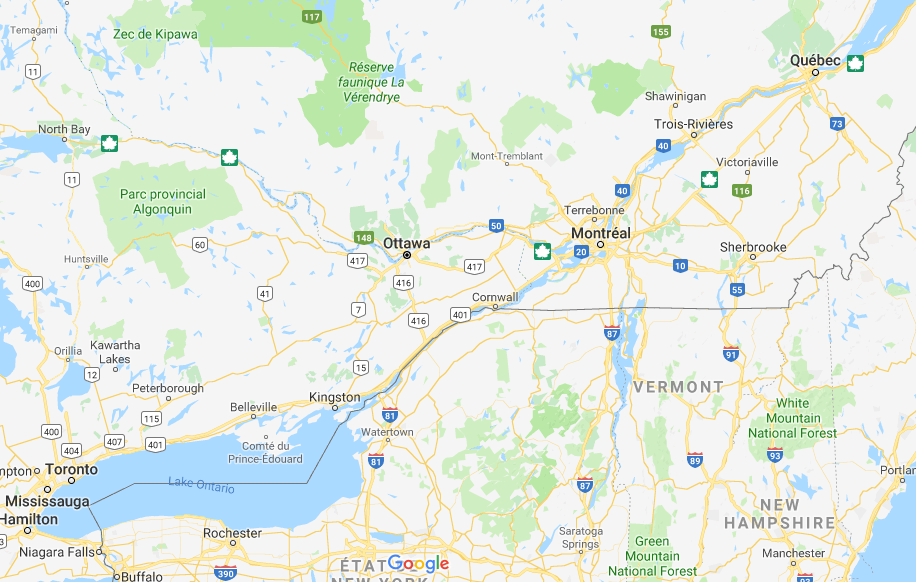 117
Temagami
Zec de Kipawa
155
Québec
11
Réserve
faunique La
Vérendrye
Shawinigan
North Bay
Trois-Rivières
73
40
Mont-Tremblant
Victoriaville
11
Parc provincial
Algonquin
40
116
Terrebonne
50
148
Ottawa
Montréal
60
20
Sherbrooke
Huntsville
417
417
10
400
416
55
41
Cornwall
7
416
401
87
Orillia
Kawartha
Lakes
91
12
15
Peterborough
VERMONT
Kingston
Belleville
115
81
White
Mountain
National Forest
400
407
401
Watertown
404
Comté du
Prince-Édouard
81
89
93
mpton
Toronto
Portlan
Lake Ontario
87
Mississauga
Hamilton
NEW
HAMPSHIRE
Rochester
Saratoga
Springs
3
Niagara Falls
Green
Mountain
National Forest
Manchester
ÉTAT
Google
NEW YORK
Buffalo
390
93